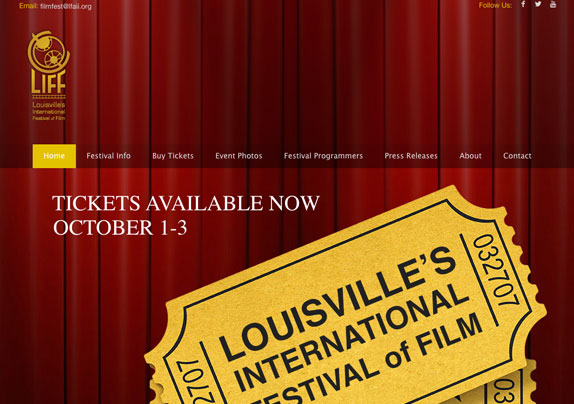 Email: filmfest@lfaii.org
Follow Us:
LIFF
Louisville's
International
Festival of Film
Home Festival Info Buy Tickets Event Photos Festival Programmers Press Releases About Contact
TICKETS AVAILABLE NOW
OCTOBER 1-3
LOUISVILLE'S
INTERNATIONAL
FESTIVAL of FILM
032707
032707
032707